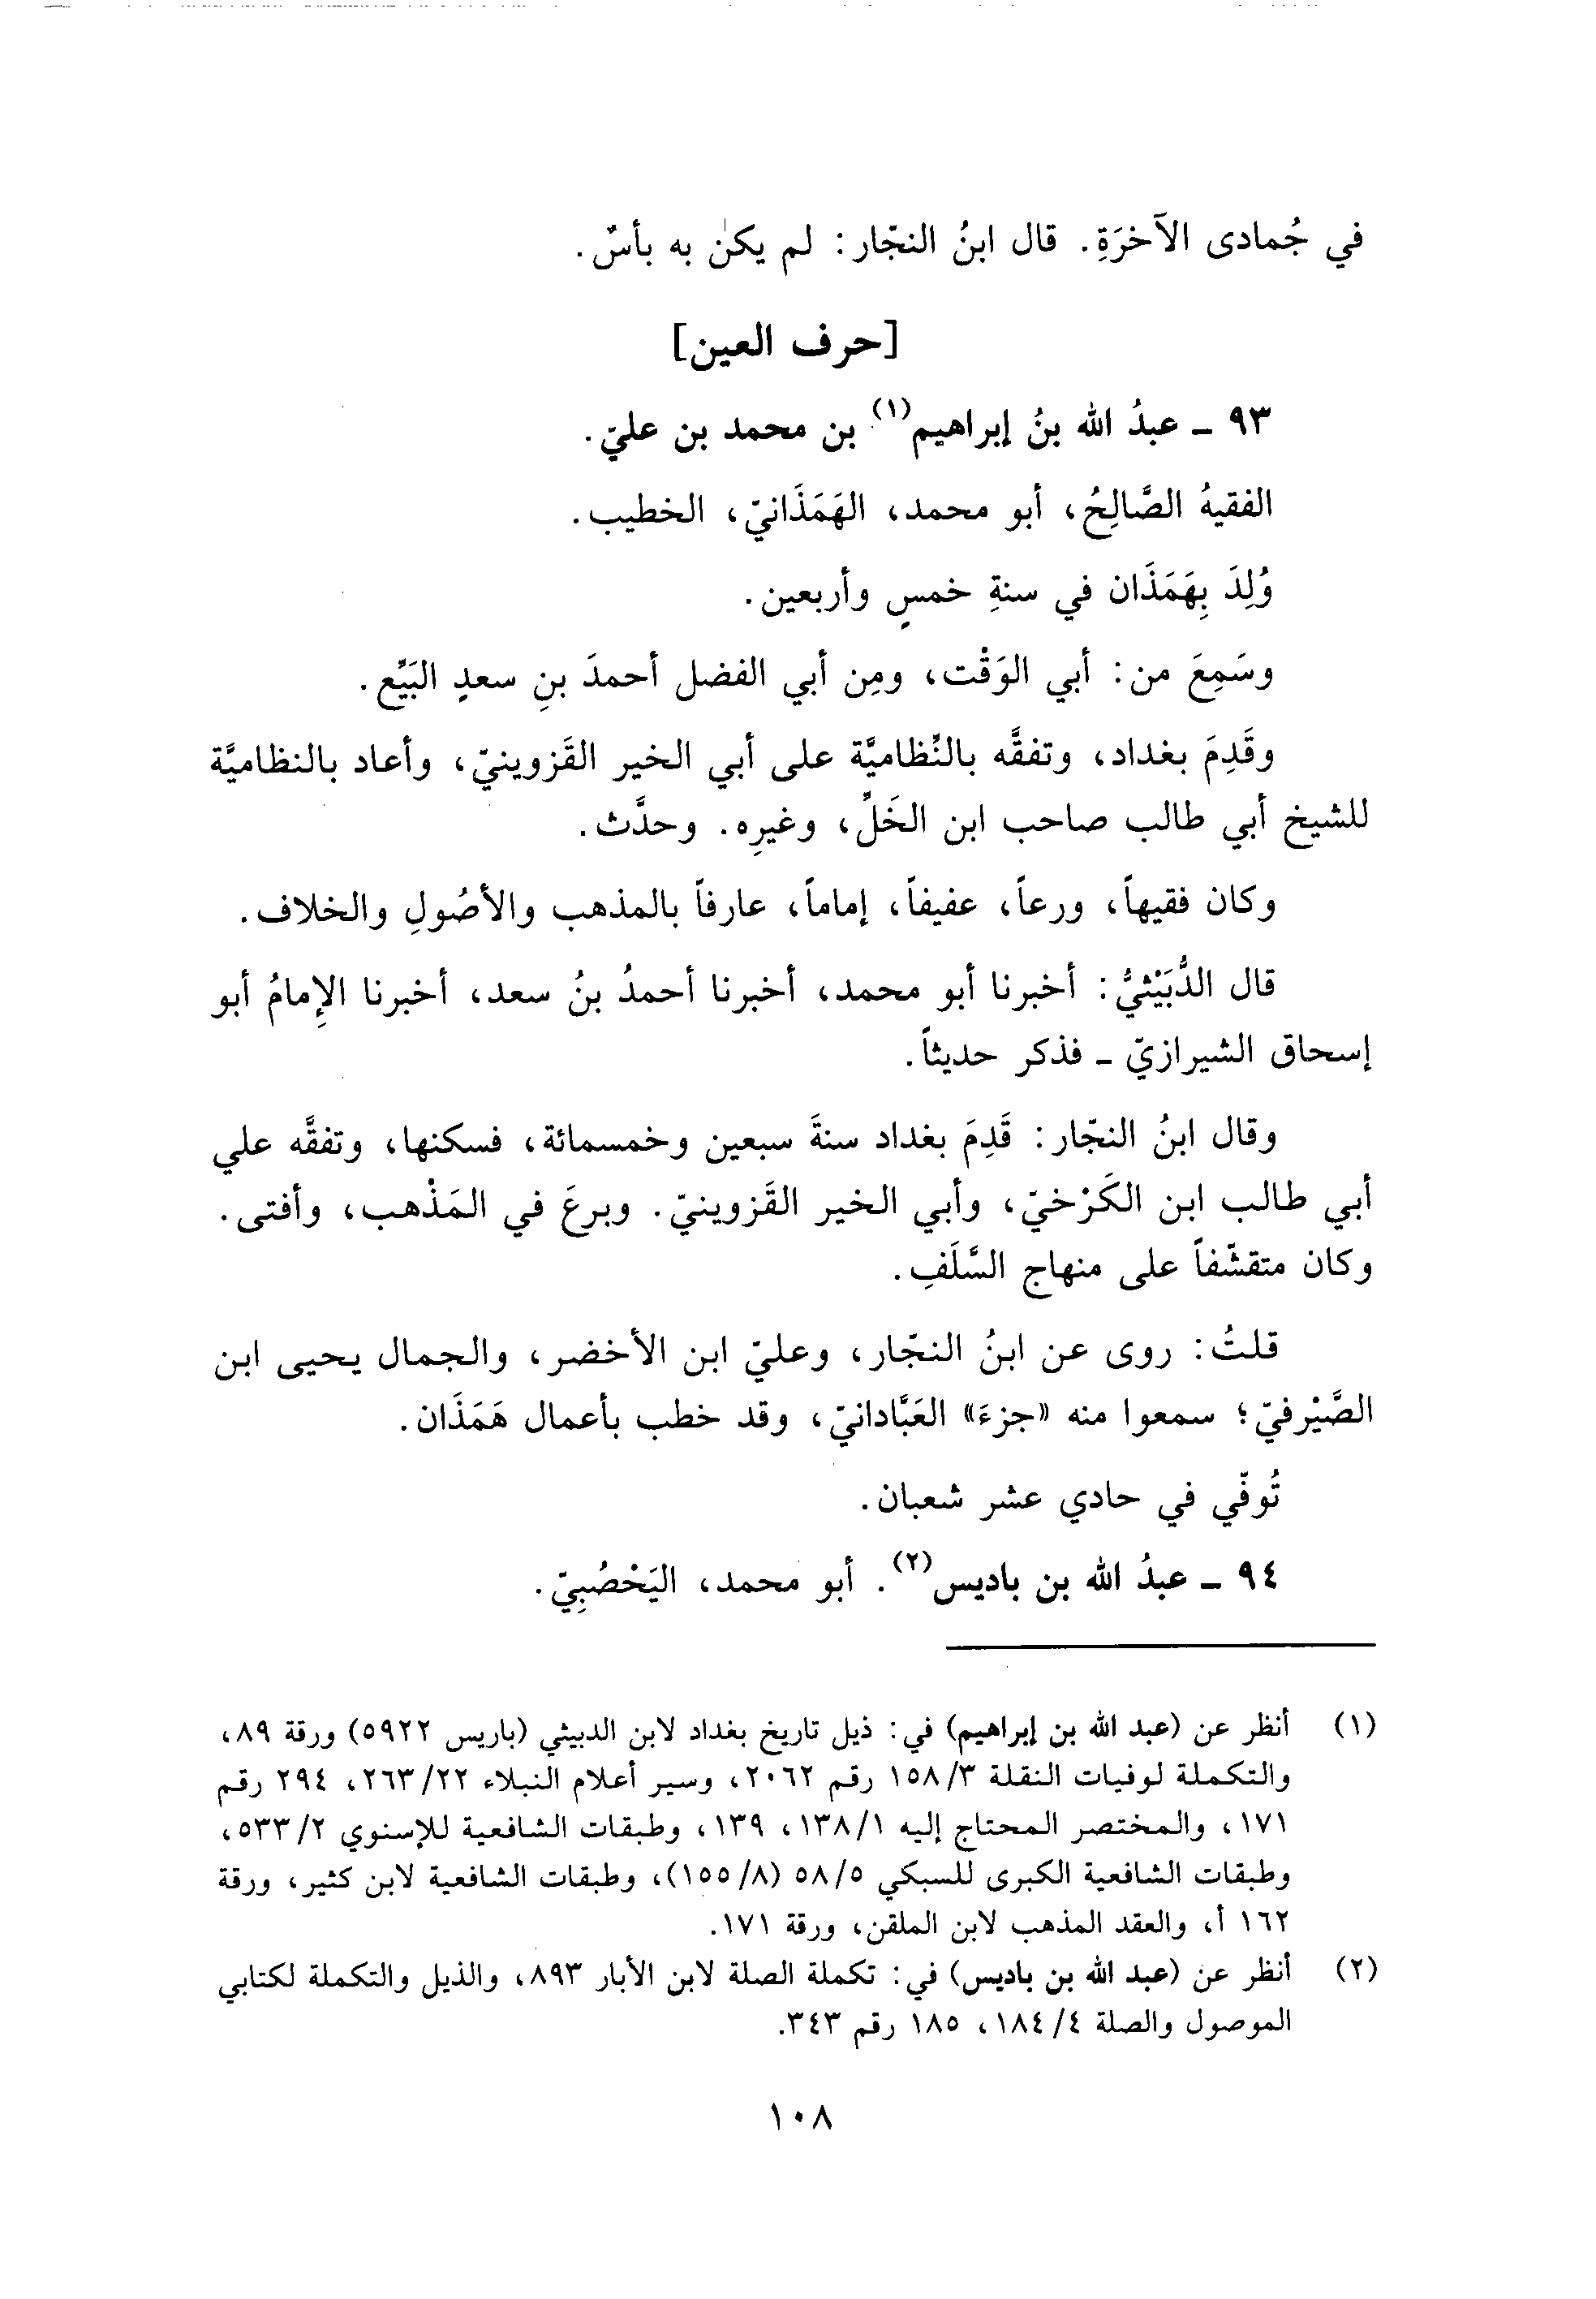 في جُمادى الآخرَةِ. قال ابنُ النجّار: لم يكن به بأسٌ.
[حرف العين]
٩٣ ـ عبدُ الله بنُ إبراهيم(١) بن محمد بن عليّ.
الفقيهُ الصَّالِحُ، أبو محمد، الهَمَذَانيّ، الخطيب.
وُلِدَ بِهَمَذَان في سنةِ خمسٍ وأربعين.
وسَمِعَ من: أبي الوَقْت، ومِن أبي الفضل أحمدَ بنِ سعدٍ البَيِّع.
وقَدِمَ بغداد، وتفقَّه بالنِّظاميَّة على أبي الخير القَزوينيّ، وأعاد بالنظاميَّة
للشيخ أبي طالب صاحب ابن الخَلِّ، وغيرِه. وحدَّث.
وكان فقيهاً، ورعاً، عفيفاً، إماماً، عارفاً بالمذهب والأصُولِ والخلاف.
قال الدُّبَيْثيُّ: أخبرنا أبو محمد، أخبرنا أحمدُ بنُ سعد، أخبرنا الإِمامُ أبو
إسحاق الشيرازيّ ـ فذكر حديثاً.
وقال ابنُ النجّار: قَدِمَ بغداد سنةَ سبعين وخمسمائة، فسكنها، وتفقَّه علي
أبي طالب ابن الكَرْخيّ، وأبي الخير القَزوينيّ. وبرعَ في المَذْهب، وأفتى.
وكان متقشّفاً على منهاج السَّلَفِ.
قلتُ: روى عن ابنُ النجّار، وعليّ ابن الأخضر، والجمال يحيى ابن
الصَّيْرفيّ؛ سمعوا منه «جزءَ» العَبَّادانيّ، وقد خطب بأعمال هَمَذَان.
تُوفّي في حادي عشر شعبان.
٩٤ ـ عبدُ الله بن باديس(٢). أبو محمد، اليَحْصُبِيّ.
(١) أنظر عن (عبد الله بن إبراهيم) في: ذيل تاريخ بغداد لابن الدبيثي (باريس ٥٩٢٢) ورقة ٨٩،
والتكملة لوفيات النقلة ٣/ ١٥٨ رقم ٢٠٦٢، وسير أعلام النبلاء ٢٢/ ٢٦٣، ٢٩٤ رقم
١٧١، والمختصر المحتاج إليه ١/ ١٣٨، ١٣٩، وطبقات الشافعية للإسنوي ٢/ ٥٣٣،
وطبقات الشافعية الكبرى للسبكي ٥/ ٥٨ (٨/ ١٥٥)، وطبقات الشافعية لابن كثير، ورقة
١٦٢ أ، والعقد المذهب لابن الملقن، ورقة ١٧١.
(٢) أنظر عن (عبد الله بن باديس) في: تكملة الصلة لابن الأبار ٨٩٣، والذيل والتكملة لكتابي
الموصول والصلة ٤/ ١٨٤، ١٨٥ رقم ٣٤٣.
١٠٨